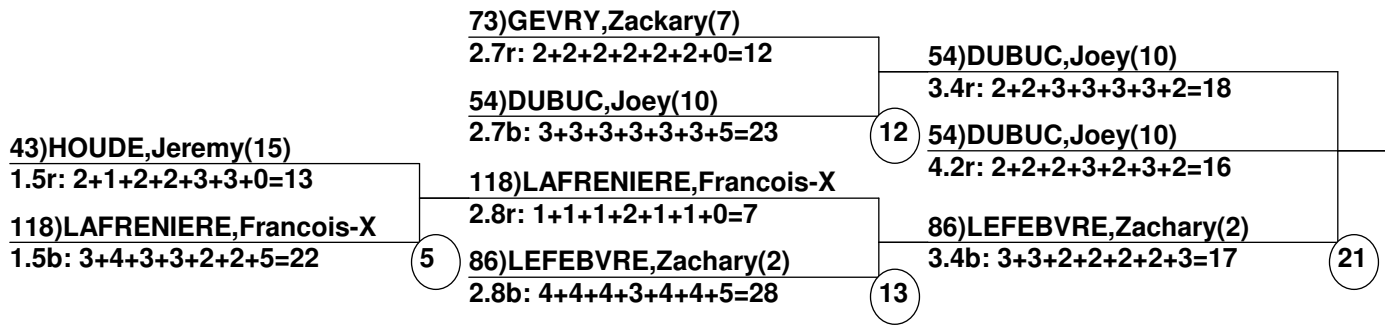 73)GEVRY,Zackary(7)
2.7r: 2+2+2+2+2+2+0=12
54)DUBUC,Joey(10)
3.4r: 2+2+3+3+3+3+2=18
54)DUBUC,Joey(10)
2.7b: 3+3+3+3+3+3+5=23
12
54)DUBUC,Joey(10)
4.2r: 2+2+2+3+2+3+2=16
43)HOUDE,Jeremy(15)
1.5r: 2+1+2+2+3+3+0=13
118)LAFRENIERE,Francois-X
2.8r: 1+1+1+2+1+1+0=7
118)LAFRENIERE,Francois-X
1.5b: 3+4+3+3+2+2+5=22
5
86)LEFEBVRE,Zachary(2)
3.4b: 3+3+2+2+2+2+3=17
21
86)LEFEBVRE,Zachary(2)
2.8b: 4+4+4+3+4+4+5=28
13